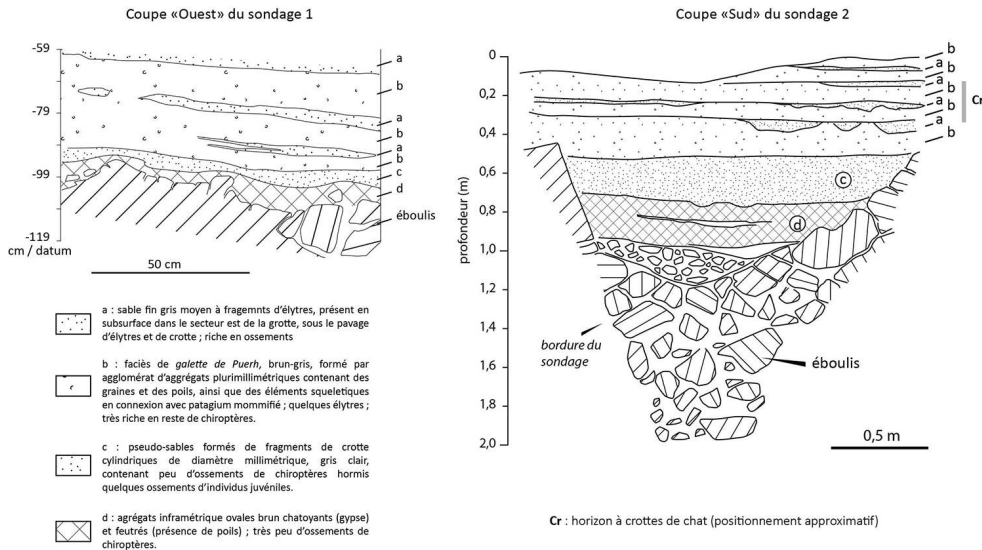 Coupe «Ouest» du sondage 1
-59
-79
-99
-119
cm / datum
a
b
a
b
a
b
c
d
éboulis
50 cm
a : sable fin gris moyen à fragemnts d'élytres, présent en
subsurface dans le secteur est de la grotte, sous le pavage
d'élytres et de crotte ; riche en ossements
b : faciès de galette de Puerh, brun-gris, formé par
agglomérat d'aggrégats plurimillimétriques contenant des
graines et des poils, ainsi que des éléments squeletiques
en connexion avec patagium mommifié ; quelques élytres ;
très riche en reste de chiroptères.
c : pseudo-sables formés de fragments de crotte
cylindriques de diamètre millimétrique, gris clair,
contenant peu d'ossements de chiroptères hormis
quelques ossements d'individus juvéniles.
d : agrégats inframétrique ovales brun chatoyants (gypse)
et feutrés (présence de poils) ; très peu d'ossements de
chiroptères.
Coupe «Sud» du sondage 2
profondeur (m)
0
0,2
0,4
0,6
0,8
1,0
1,2
1,4
1,6
1,8
2,0
b
a
b
a
b
a
b
a
b
Cr
c
d
bordure du
sondage
éboulis
0,5 m
Cr : horizon à crottes de chat (positionnement approximatif)